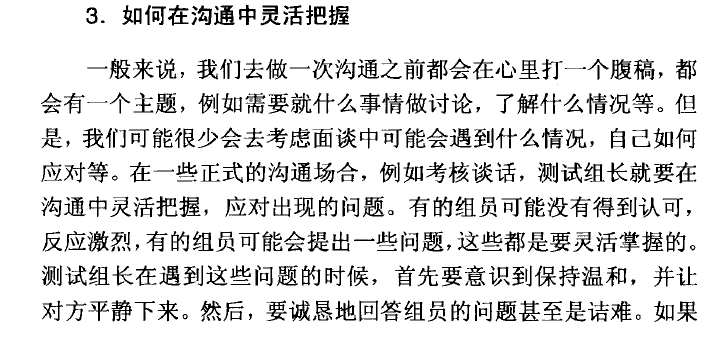 3．如何在沟通中灵活把握
一般来说，我们去做一次沟通之前都会在心里打一个腹稿，都
会有一个主题，例如需要就什么事情做讨论，了解什么情况等。但
是，我们可能很少会去考虑面谈中可能会遇到什么情况，自己如何
应对等。在一些正式的沟通场合，例如考核谈话，测试组长就要在
沟通中灵活把握，应对出现的问题。有的组员可能没有得到认可，
反应激烈，有的组员可能会提出一些问题，这些都是要灵活掌握的。
测试组长在遇到这些问题的时候，首先要意识到保持温和，并让
对方平静下来。然后，要诚恳地回答组员的问题甚至是诘难。如果